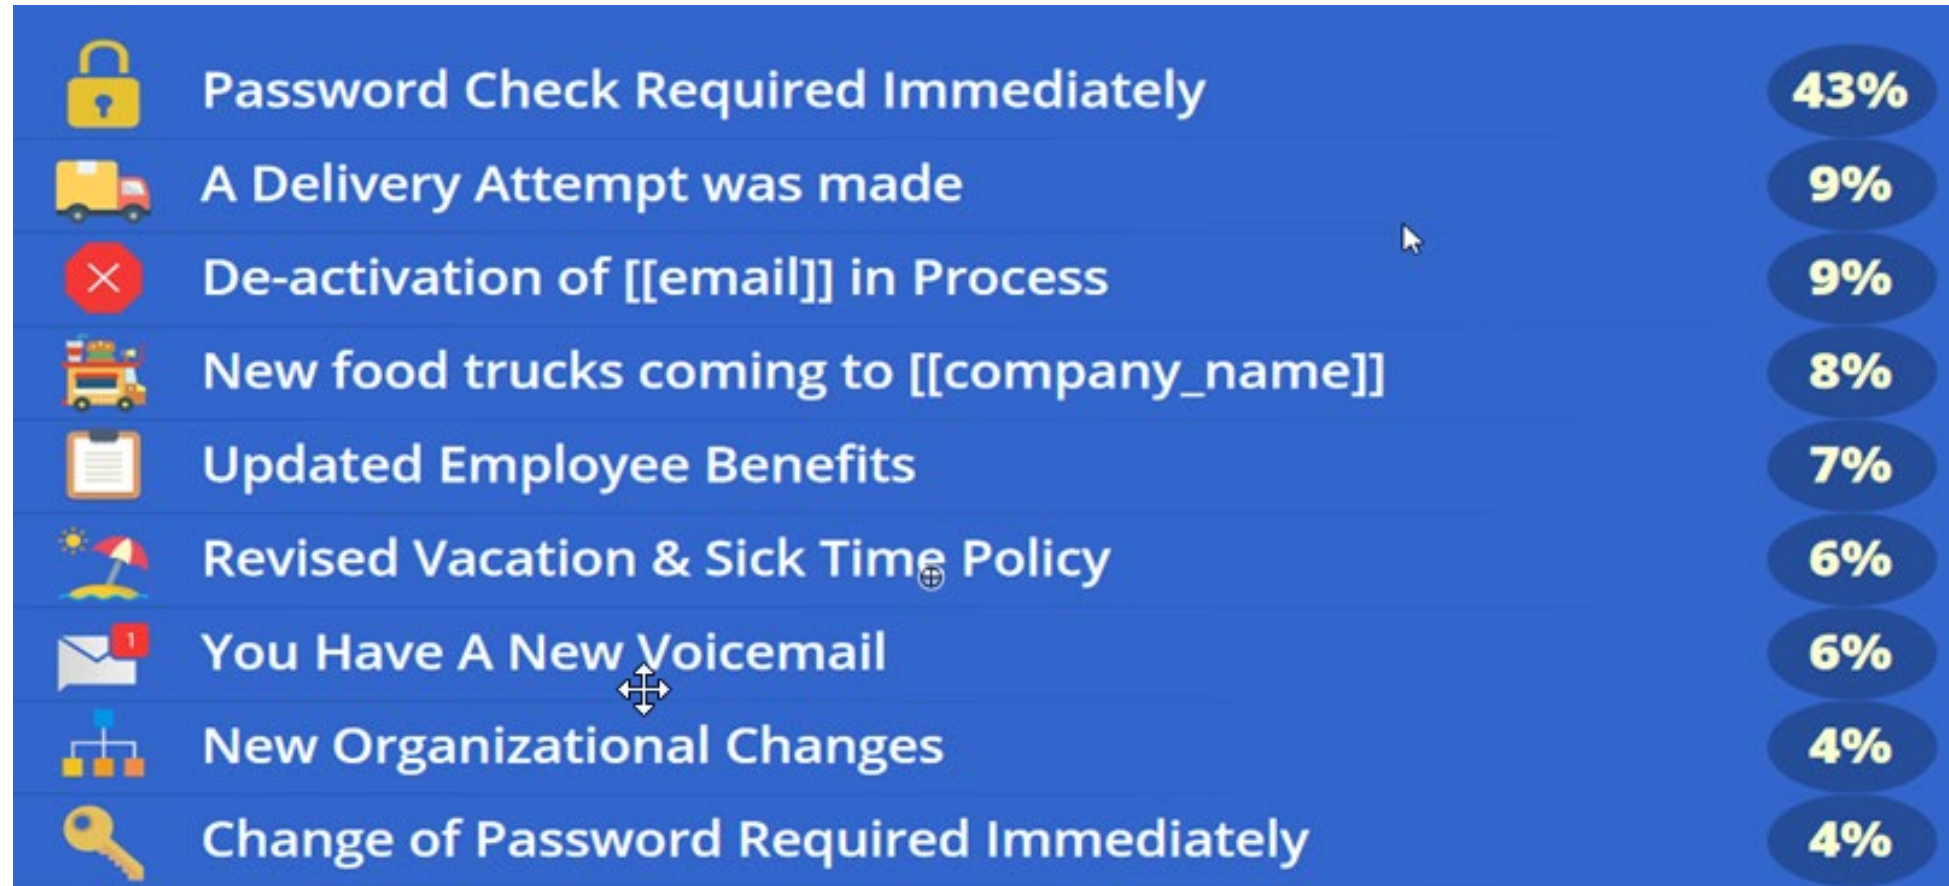 Password Check Required Immediately 43%
A Delivery Attempt was made 9%
De-activation of [[email]] in Process 9%
New food trucks coming to [[company_name]] 8%
Updated Employee Benefits 7%
Revised Vacation & Sick Time Policy 6%
1
You Have A New Voicemail 6%
New Organizational Changes 4%
Change of Password Required Immediately 4%